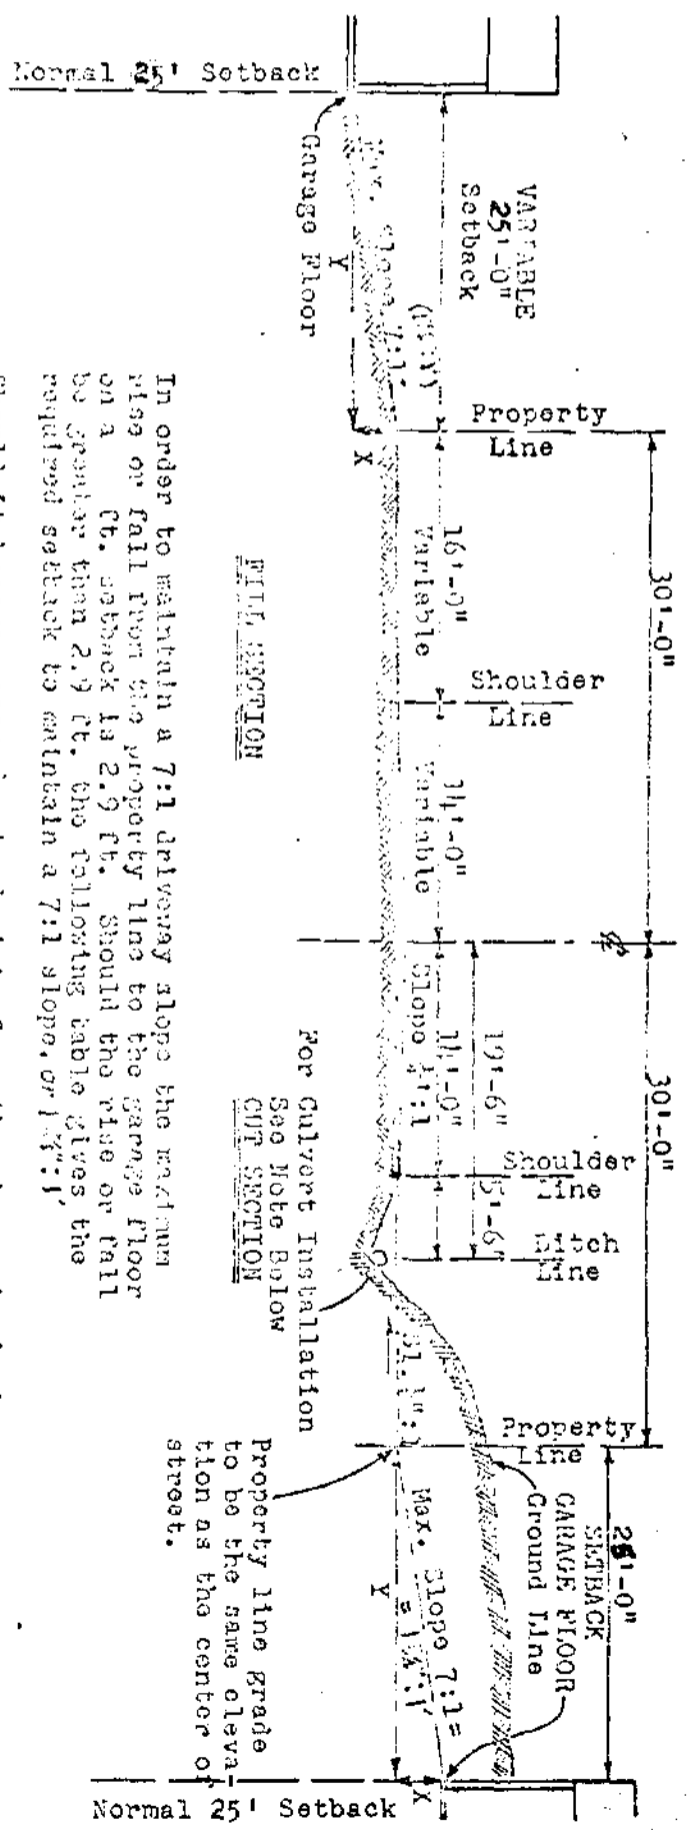 Normal 25' Setback
VARIABLE
25'-0"
Setback
Garage Floor
Max. Slope 7:1
Y
X
Property
Line
30'-0"
16'-0"
Variable
Shoulder
Line
14'-0"
Variable
FILL SECTION
30'-0"
19'-6"
14'-0"
5'-6"
Slope
Shoulder
Line
Ditch
Line
For Culvert Installation
See Note Below
CUT SECTION
Property
Line
25'-0"
SETBACK
GARAGE FLOOR
Ground Line
Max. Slope 7:1=
Y
X
Normal 25' Setback
Property line grade
to be the same eleva-
tion as the center of
street.
In order to maintain a 7:1 driveway slope the maximum
rise or fall from the property line to the garage floor
on a ft. setback is 2.9 ft. Should the rise or fall
be greater than 2.9 ft. the following table gives the
required setback to maintain a 7:1 slope, or